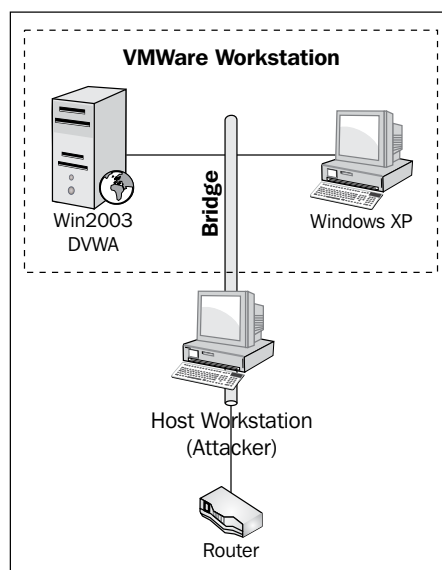 VMWare Workstation
Win2003
DVWA
Bridge
Windows XP
Host Workstation
(Attacker)
Router